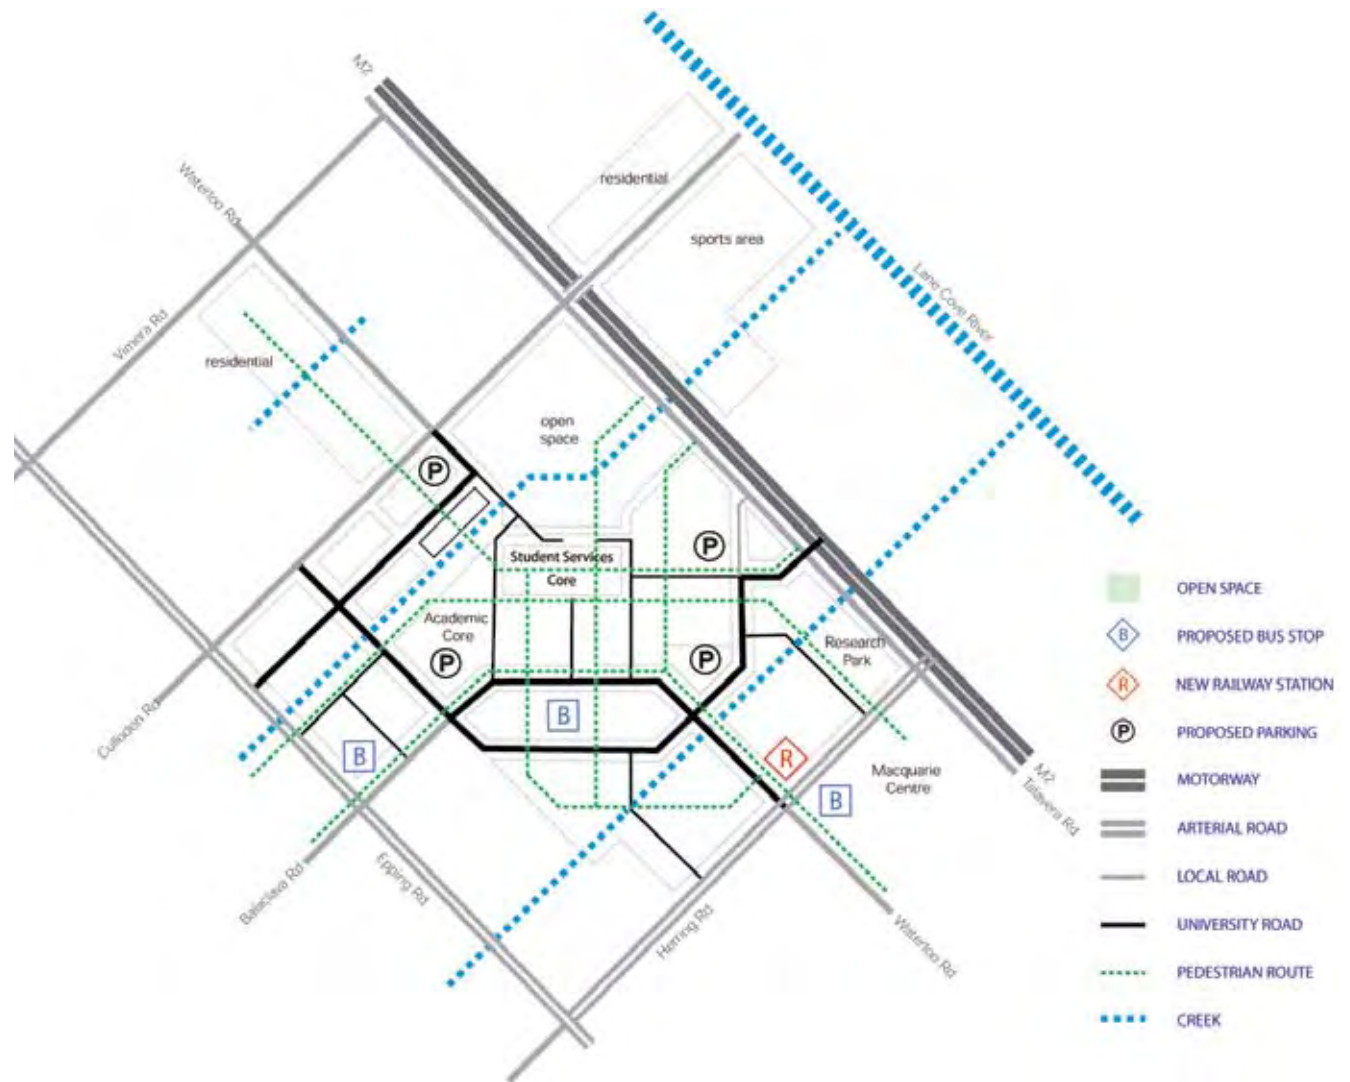 M2
Waterloo Rd
residential
sports area
Lane Cove River
Vimera Rd
residential
open
space
P
P
Student Services
Core
Academic
Core
P
P
Research
Park
B
B
R
B
Macquarie
Centre
Culloden Rd
Balaclava Rd
Epping Rd
Herring Rd
Waterloo Rd
M2
Talavera Rd
OPEN SPACE
B
PROPOSED BUS STOP
R
NEW RAILWAY STATION
P
PROPOSED PARKING
MOTORWAY
ARTERIAL ROAD
LOCAL ROAD
UNIVERSITY ROAD
PEDESTRIAN ROUTE
CREEK